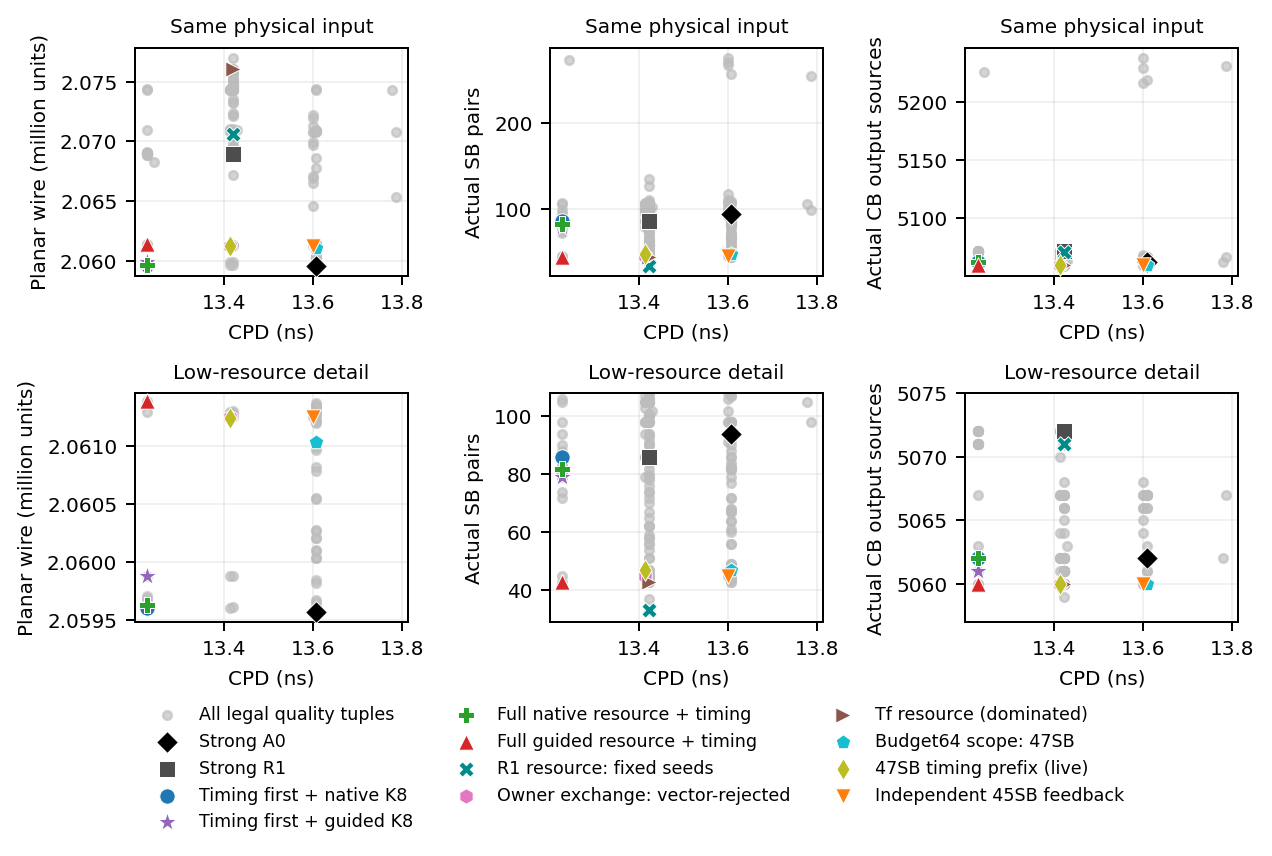 Same physical input
Same physical input
Same physical input
Planar wire (million units)
2.075
2.070
2.065
2.060
13.4
13.6
13.8
CPD (ns)
Actual SB pairs
200
100
13.4
13.6
13.8
CPD (ns)
Actual CB output sources
5200
5150
5100
13.4
13.6
13.8
CPD (ns)
Low-resource detail
Low-resource detail
Low-resource detail
Planar wire (million units)
2.0610
2.0605
2.0600
2.0595
13.4
13.6
13.8
CPD (ns)
Actual SB pairs
100
80
60
40
13.4
13.6
13.8
CPD (ns)
Actual CB output sources
5075
5070
5065
5060
13.4
13.6
13.8
CPD (ns)
All legal quality tuples
Strong A0
Strong R1
Timing first + native K8
Timing first + guided K8
Full native resource + timing
Full guided resource + timing
R1 resource: fixed seeds
Owner exchange: vector-rejected
Tf resource (dominated)
Budget64 scope: 47SB
47SB timing prefix (live)
Independent 45SB feedback